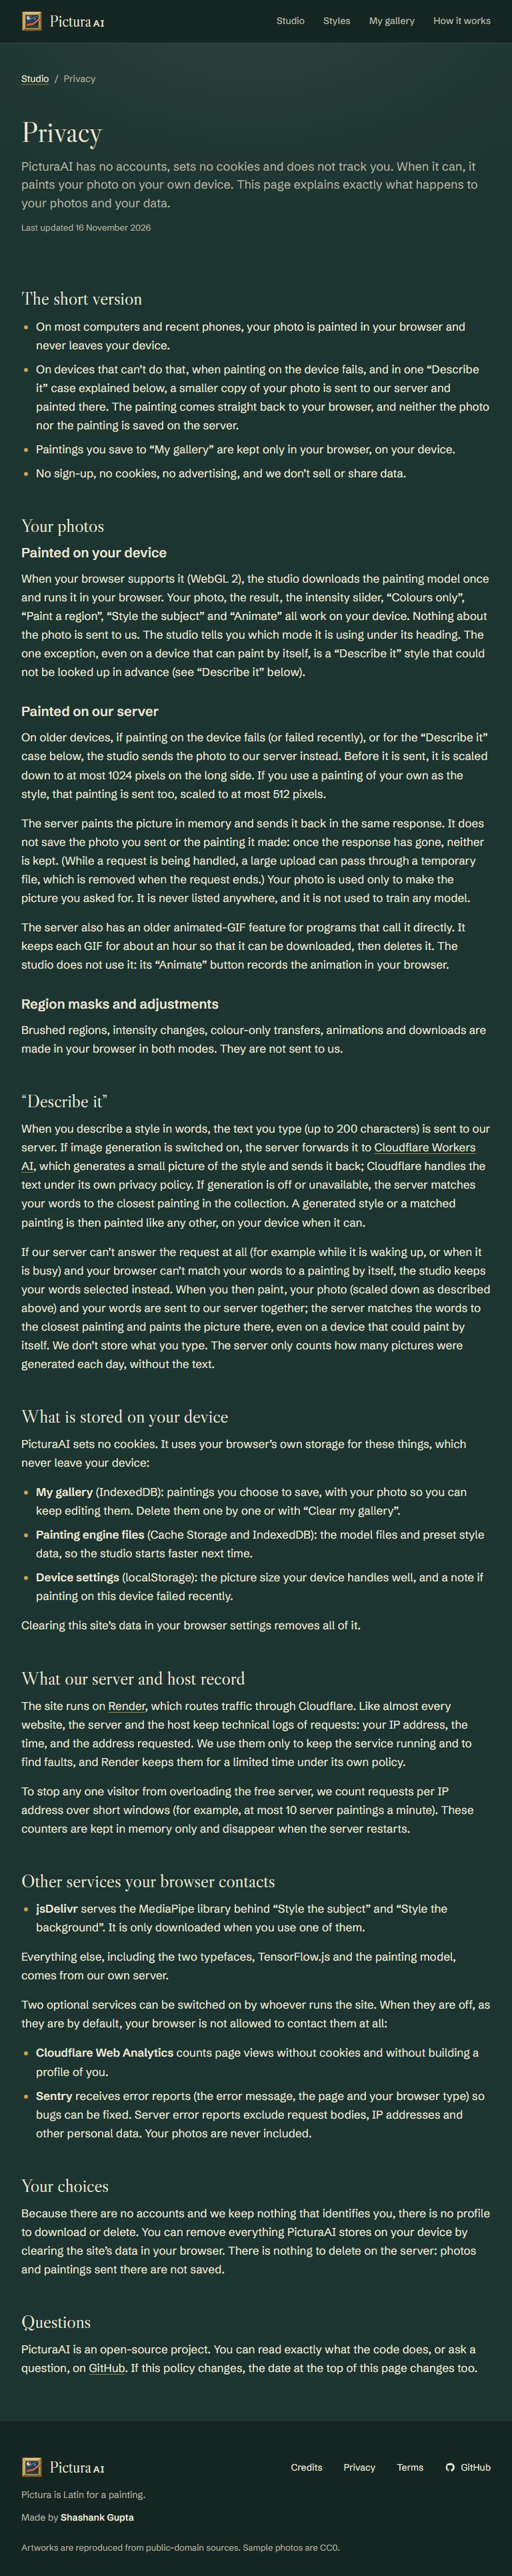 Pictura AI
Studio Styles My gallery How it works
Studio / Privacy
Privacy
PicturaAI has no accounts, sets no cookies and does not track you. When it can, it
paints your photo on your own device. This page explains exactly what happens to
your photos and your data.
Last updated 16 November 2026
The short version
On most computers and recent phones, your photo is painted in your browser and
never leaves your device.
On devices that can’t do that, when painting on the device fails, and in one “Describe
it” case explained below, a smaller copy of your photo is sent to our server and
painted there. The painting comes straight back to your browser, and neither the photo
nor the painting is saved on the server.
Paintings you save to “My gallery” are kept only in your browser, on your device.
No sign-up, no cookies, no advertising, and we don’t sell or share data.
Your photos
Painted on your device
When your browser supports it (WebGL 2), the studio downloads the painting model once
and runs it in your browser. Your photo, the result, the intensity slider, “Colours only”,
“Paint a region”, “Style the subject” and “Animate” all work on your device. Nothing about
the photo is sent to us. The studio tells you which mode it is using under its heading. The
one exception, even on a device that can paint by itself, is a “Describe it” style that could
not be looked up in advance (see “Describe it” below).
Painted on our server
On older devices, if painting on the device fails (or failed recently), or for the “Describe it”
case below, the studio sends the photo to our server instead. Before it is sent, it is scaled
down to at most 1024 pixels on the long side. If you use a painting of your own as the
style, that painting is sent too, scaled to at most 512 pixels.
The server paints the picture in memory and sends it back in the same response. It does
not save the photo you sent or the painting it made: once the response has gone, neither
is kept. (While a request is being handled, a large upload can pass through a temporary
file, which is removed when the request ends.) Your photo is used only to make the
picture you asked for. It is never listed anywhere, and it is not used to train any model.
The server also has an older animated-GIF feature for programs that call it directly. It
keeps each GIF for about an hour so that it can be downloaded, then deletes it. The
studio does not use it: its “Animate” button records the animation in your browser.
Region masks and adjustments
Brushed regions, intensity changes, colour-only transfers, animations and downloads are
made in your browser in both modes. They are not sent to us.
“Describe it”
When you describe a style in words, the text you type (up to 200 characters) is sent to our
server. If image generation is switched on, the server forwards it to Cloudflare Workers
AI, which generates a small picture of the style and sends it back; Cloudflare handles the
text under its own privacy policy. If generation is off or unavailable, the server matches
your words to the closest painting in the collection. A generated style or a matched
painting is then painted like any other, on your device when it can.
If our server can’t answer the request at all (for example while it is waking up, or when it
is busy) and your browser can’t match your words to a painting by itself, the studio keeps
your words selected instead. When you then paint, your photo (scaled down as described
above) and your words are sent to our server together; the server matches the words to
the closest painting and paints the picture there, even on a device that could paint by
itself. We don’t store what you type. The server only counts how many pictures were
generated each day, without the text.
What is stored on your device
PicturaAI sets no cookies. It uses your browser’s own storage for these things, which
never leave your device:
My gallery (IndexedDB): paintings you choose to save, with your photo so you can
keep editing them. Delete them one by one or with “Clear my gallery”.
Painting engine files (Cache Storage and IndexedDB): the model files and preset style
data, so the studio starts faster next time.
Device settings (localStorage): the picture size your device handles well, and a note if
painting on this device failed recently.
Clearing this site’s data in your browser settings removes all of it.
What our server and host record
The site runs on Render, which routes traffic through Cloudflare. Like almost every
website, the server and the host keep technical logs of requests: your IP address, the
time, and the address requested. We use them only to keep the service running and to
find faults, and Render keeps them for a limited time under its own policy.
To stop any one visitor from overloading the free server, we count requests per IP
address over short windows (for example, at most 10 server paintings a minute). These
counters are kept in memory only and disappear when the server restarts.
Other services your browser contacts
jsDelivr serves the MediaPipe library behind “Style the subject” and “Style the
background”. It is only downloaded when you use one of them.
Everything else, including the two typefaces, TensorFlow.js and the painting model,
comes from our own server.
Two optional services can be switched on by whoever runs the site. When they are off, as
they are by default, your browser is not allowed to contact them at all:
Cloudflare Web Analytics counts page views without cookies and without building a
profile of you.
Sentry receives error reports (the error message, the page and your browser type) so
bugs can be fixed. Server error reports exclude request bodies, IP addresses and
other personal data. Your photos are never included.
Your choices
Because there are no accounts and we keep nothing that identifies you, there is no profile
to download or delete. You can remove everything PicturaAI stores on your device by
clearing the site’s data in your browser. There is nothing to delete on the server: photos
and paintings sent there are not saved.
Questions
PicturaAI is an open-source project. You can read exactly what the code does, or ask a
question, on GitHub. If this policy changes, the date at the top of this page changes too.
Pictura AI
Credits Privacy Terms GitHub
Pictura is Latin for a painting.
Made by Shashank Gupta
Artworks are reproduced from public-domain sources. Sample photos are CC0.